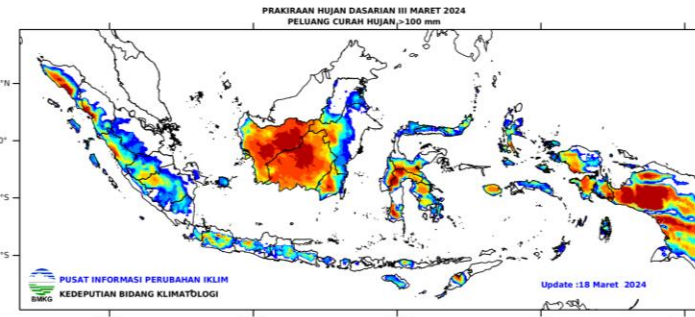 PRAKIRAAN HUJAN DASARIAN III MARET 2024
PELUANG CURAH HUJAN >100 mm
°N
0°
°S
°S
PUSAT INFORMASI PERUBAHAN IKLIM
KEDEPUTIAN BIDANG KLIMATOLOGI
BMKG
Update :18 Maret 2024